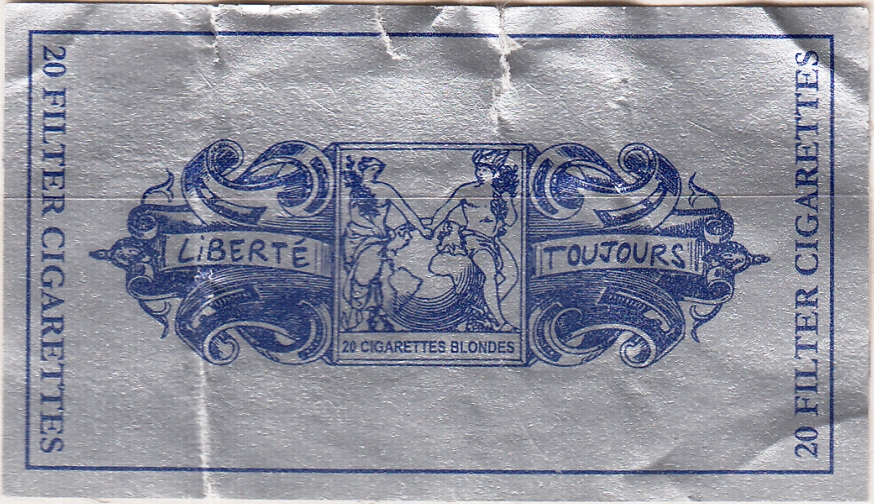 20 FILTER CIGARETTES
LiBERTÉ
TOUJOURS
20 CIGARETTES BLONDES
20 FILTER CIGARETTES